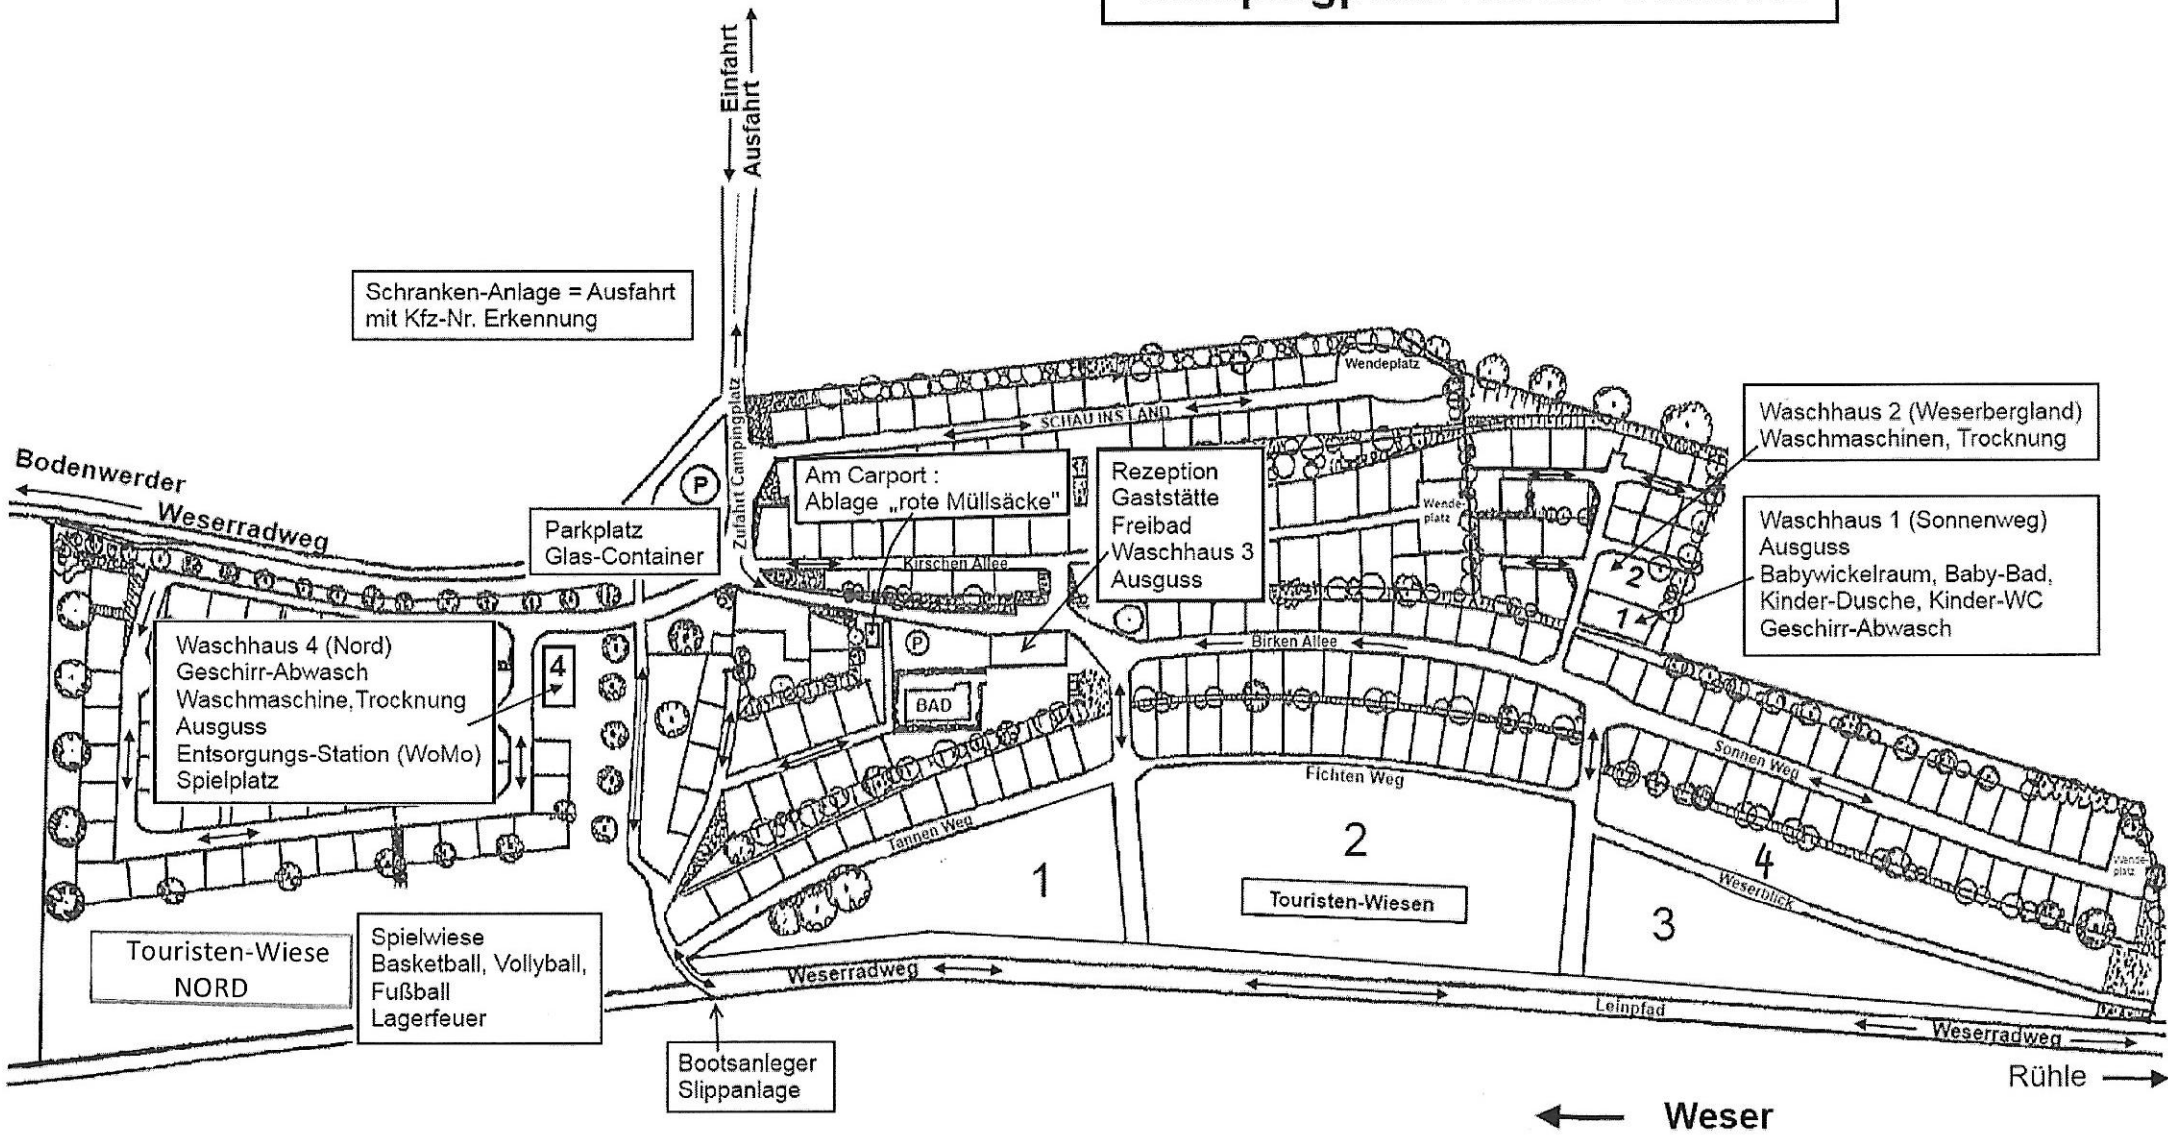 Einfahrt
Ausfahrt
Schranken-Anlage = Ausfahrt
mit Kfz-Nr. Erkennung
Zufahrt Campingplatz
Wendeplatz
SCHAU INS LAND
Waschhaus 2 (Weserbergland)
Waschmaschinen, Trocknung
Bodenwerder
Weserradweg
P
Am Carport :
Ablage „rote Müllsäcke"
Rezeption
Gaststätte
Freibad
Waschhaus 3
Ausguss
Wende-
platz
Parkplatz
Glas-Container
Waschhaus 1 (Sonnenweg)
Ausguss
Babywickelraum, Baby-Bad,
Kinder-Dusche, Kinder-WC
Geschirr-Abwasch
Kirschen Allee
2
1
Waschhaus 4 (Nord)
Geschirr-Abwasch
Waschmaschine,Trocknung
Ausguss
Entsorgungs-Station (WoMo)
Spielplatz
4
P
Birken Allee
BAD
Sonnen Weg
Fichten Weg
Tannen Weg
1
2
4
Wende-
platz
Touristen-Wiesen
Weserblick
3
Touristen-Wiese
NORD
Spielwiese
Basketball, Vollyball,
Fußball
Lagerfeuer
Weserradweg
Leinpfad
Weserradweg
Bootsanleger
Slippanlage
Rühle
Weser